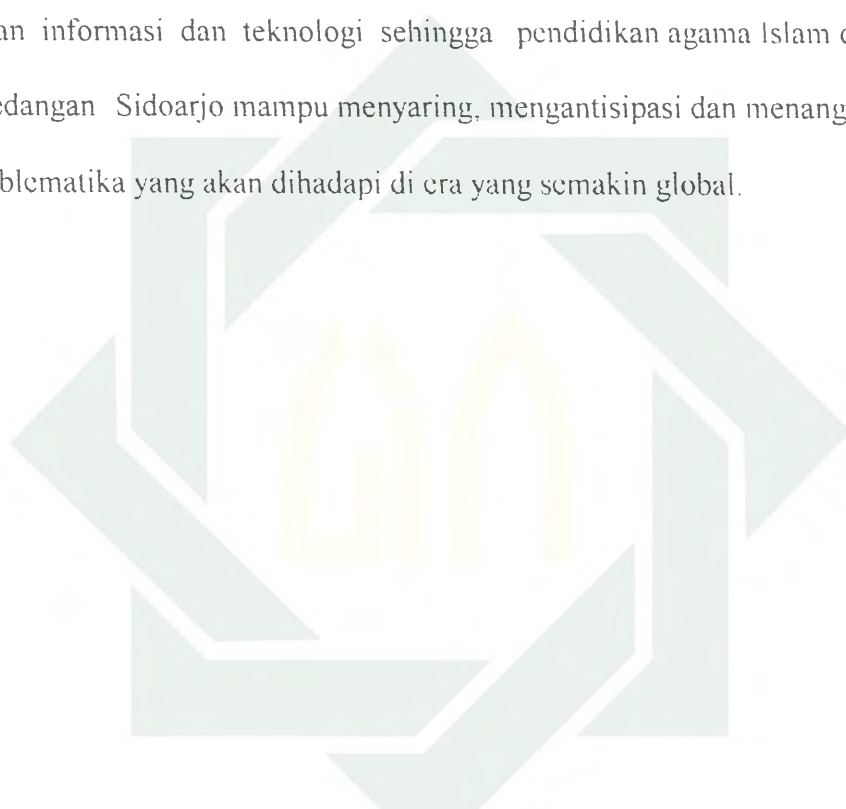 an informasi dan teknologi sehingga pendidikan agama Islam
edangan Sidoarjo mampu menyaring, mengantisipasi dan menang
blematika yang akan dihadapi di era yang semakin global.